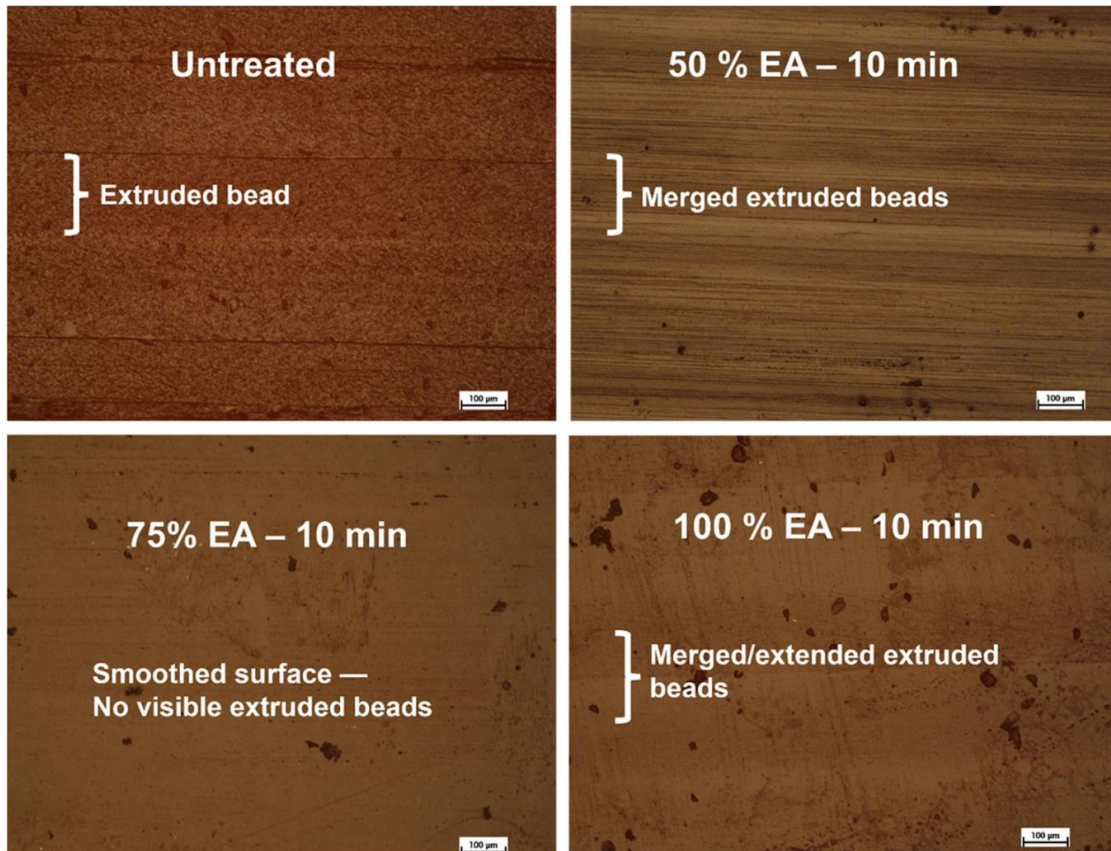 Untreated
Extruded bead
100 µm
50 % EA – 10 min
Merged extruded beads
100 µm
75% EA – 10 min
Smoothed surface —
No visible extruded beads
100 µm
100 % EA – 10 min
Merged/extended extruded
beads
100 µm